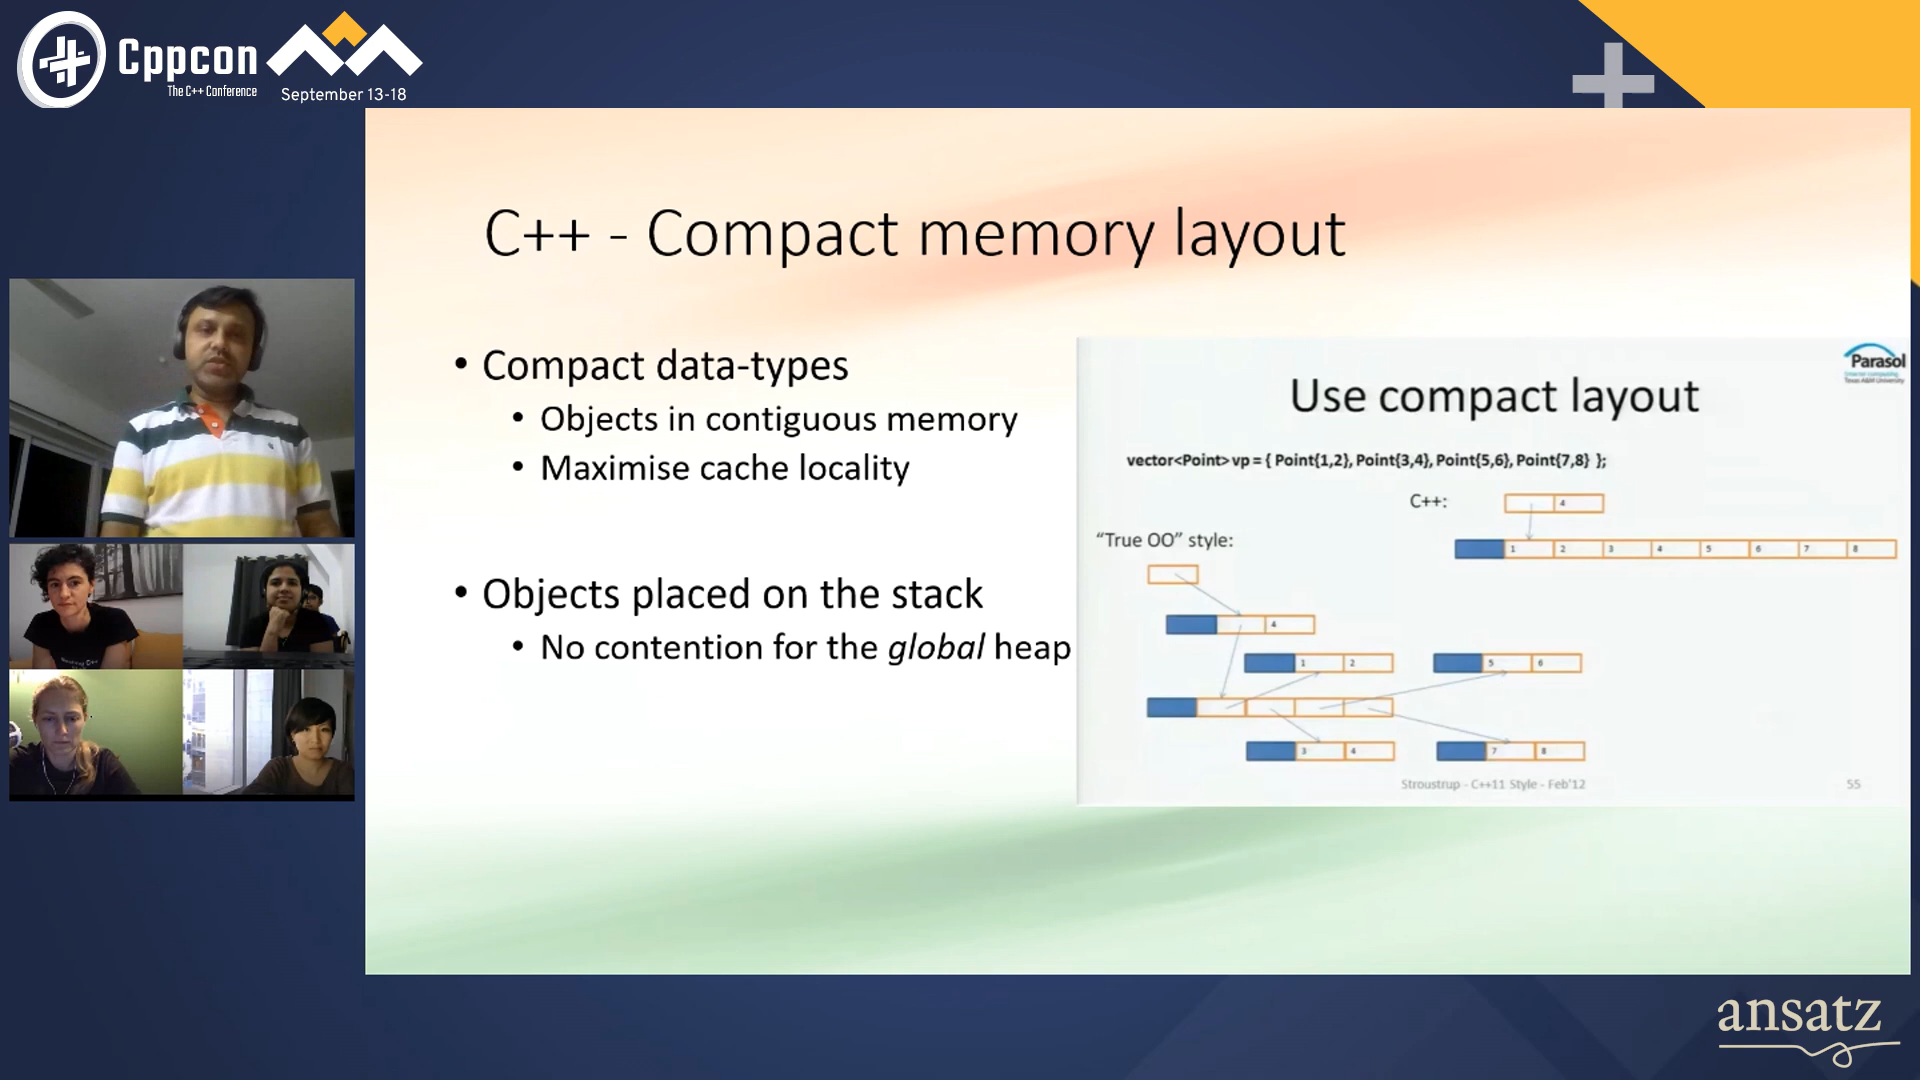 Cppcon
The C++ Conference
September 13-18
C++ - Compact memory layout
• Compact data-types
• Objects in contiguous memory
• Maximise cache locality
• Objects placed on the stack
• No contention for the global heap
Parasol
Texas A&M University
Use compact layout
vector<Point> vp = { Point{1,2}, Point{3,4}, Point{5,6}, Point{7,8} };
C++:
4
1 2 3 4 5 6 7 8
"True OO" style:
4
1 2
5 6
3 4
7 8
Stroustrup - C++11 Style - Feb'12
55
ansatz